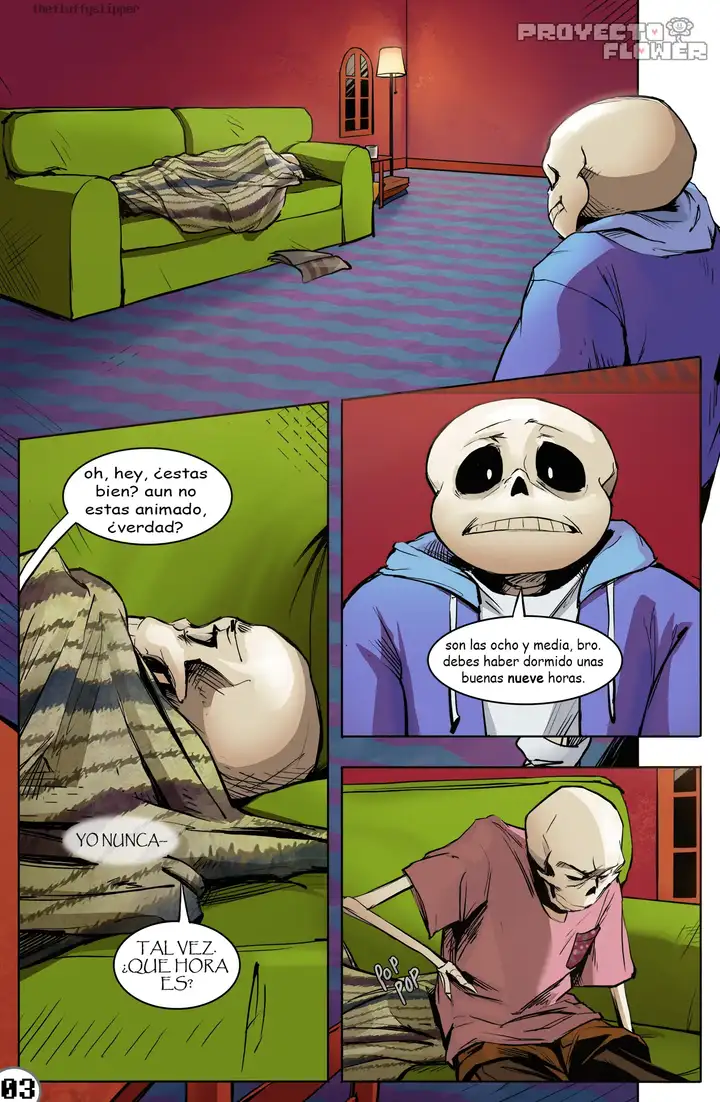 thefluffyslipper
PROYECTO
FLOWER
oh, hey, ¿estas
bien? aun no
estas animado,
¿verdad?
son las ocho y media, bro.
debes haber dormido unas
buenas nueve horas.
YO NUNCA-
TAL VEZ.
¿QUE HORA
ES?
POP
POP
03